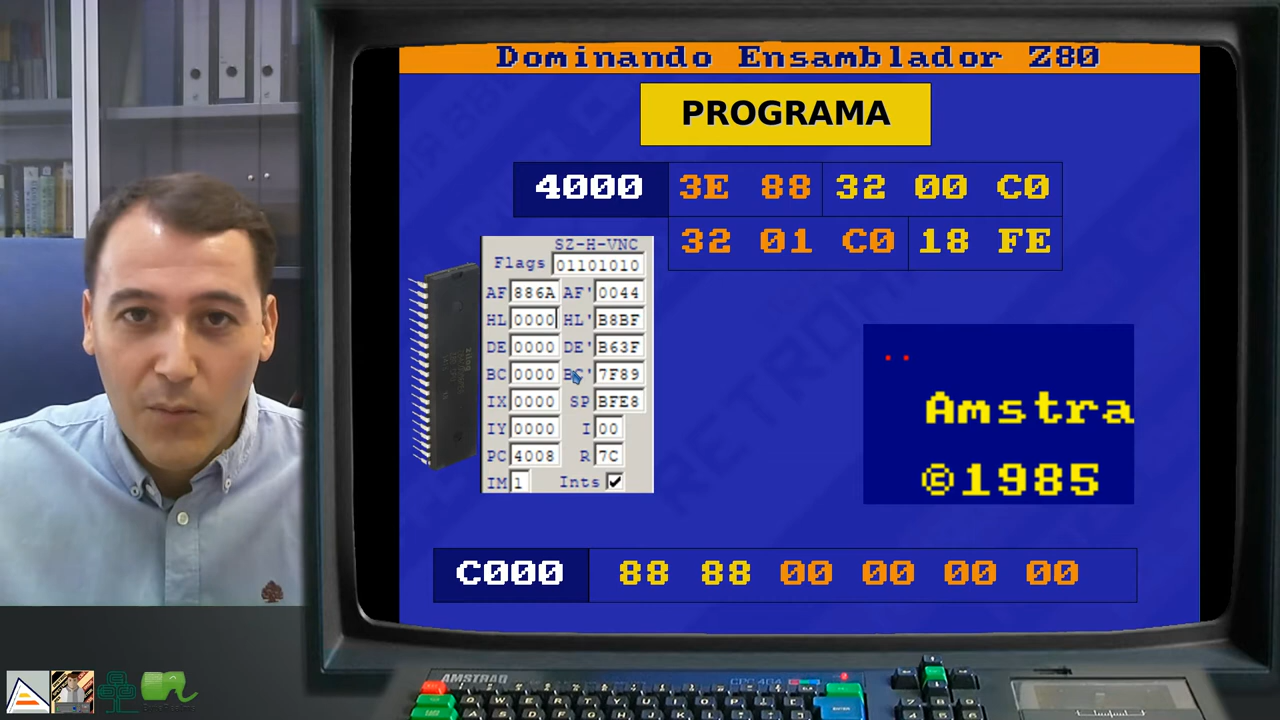 Dominando Ensamblador Z80
PROGRAMA
4000 3E 88 32 00 C0
32 01 C0 18 FE
SZ-H-VNC
Flags 01101010
AF 886A AF' 0044
HL 0000 HL' B8BF
DE 0000 DE' B63F
BC 0000 BC' 7F89
IX 0000 SP BFE8
IY 0000 I 00
PC 4008 R 7C
IM 1 Ints
Amstra
©1985
C000 88 88 00 00 00 00
AMSTRAD